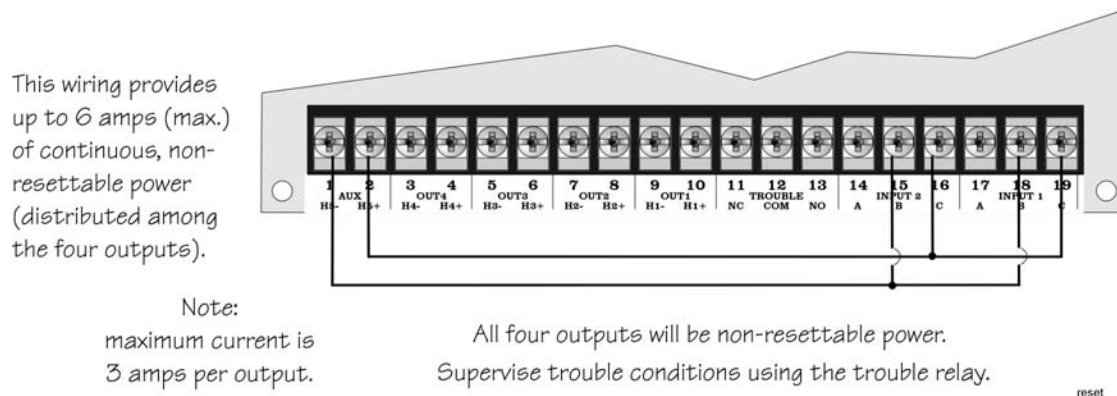 This wiring provides
up to 6 amps (max.)
of continuous, non-
resettable power
(distributed among
the four outputs).
Note:
maximum current is
3 amps per output.
1 2 3 4 5 6 7 8 9 10 11 12 13 14 15 16 17 18 19
AUX OUT4 OUT3 OUT2 OUT1 TROUBLE INPUT 2 INPUT 1
H5- H5+ H4- H4+ H3- H3+ H2- H2+ H1- H1+ NC COM NO A B C A B C
All four outputs will be non-resettable power.
Supervise trouble conditions using the trouble relay.
reset